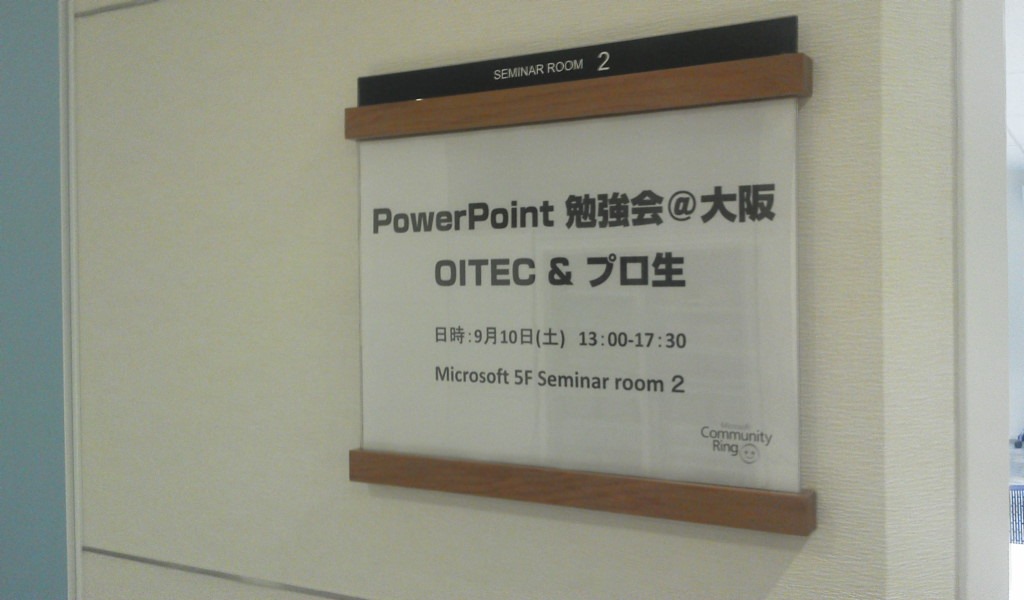 SEMINAR ROOM 2
PowerPoint 勉強会@大阪
OITEC & プロ生
日時:9月10日(土) 13:00-17:30
Microsoft 5F Seminar room 2
Microsoft
Community
Ring